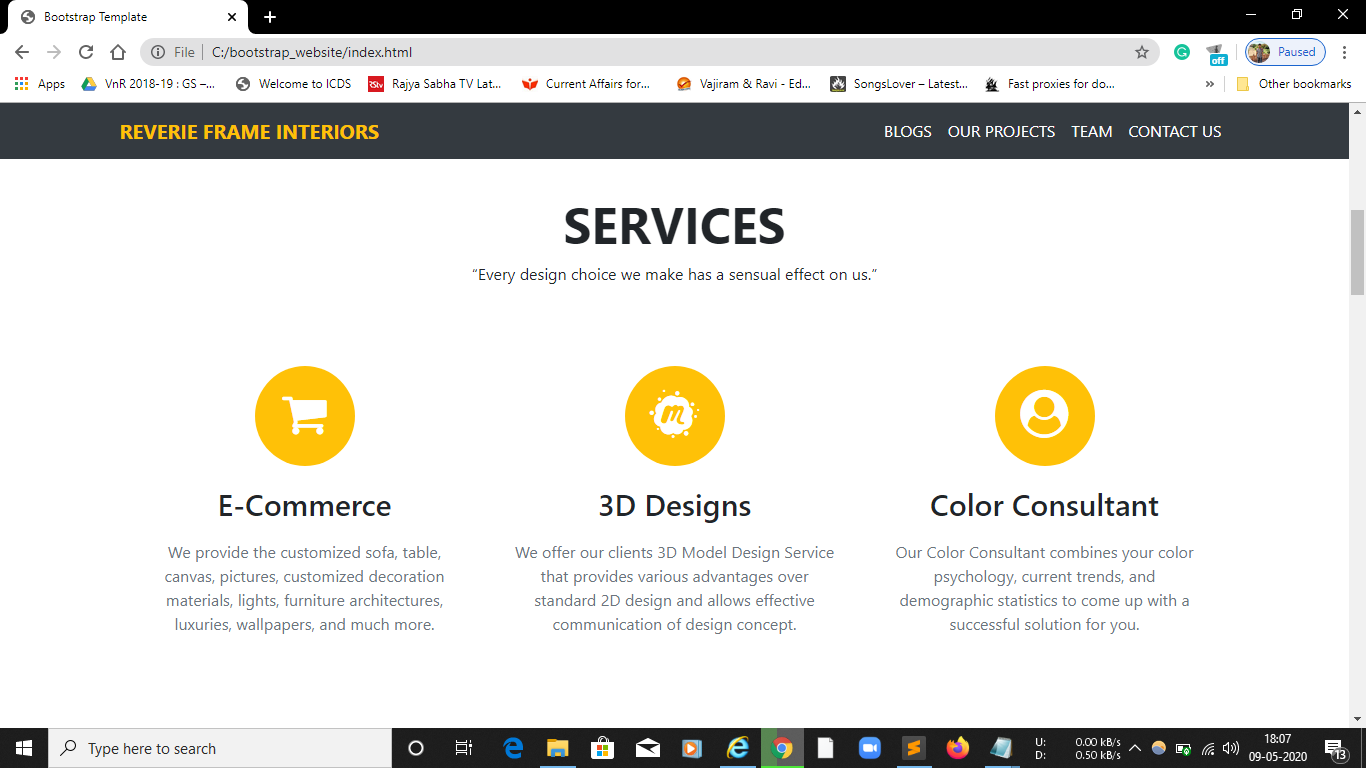 Bootstrap Template
File
C:/bootstrap_website/index.html
Paused
off
Apps
VnR 2018-19 : GS –...
Welcome to ICDS
RSTV
Rajya Sabha TV Lat...
Current Affairs for...
Vajiram & Ravi - Ed...
SongsLover – Latest...
Fast proxies for do...
»
Other bookmarks
REVERIE FRAME INTERIORS
BLOGS OUR PROJECTS TEAM CONTACT US
SERVICES
“Every design choice we make has a sensual effect on us.”
m
E-Commerce
We provide the customized sofa, table,
canvas, pictures, customized decoration
materials, lights, furniture architectures,
luxuries, wallpapers, and much more.
3D Designs
We offer our clients 3D Model Design Service
that provides various advantages over
standard 2D design and allows effective
communication of design concept.
Color Consultant
Our Color Consultant combines your color
psychology, current trends, and
demographic statistics to come up with a
successful solution for you.
Type here to search
U: 0.00 kB/s
D: 0.50 kB/s
18:07
09-05-2020
13